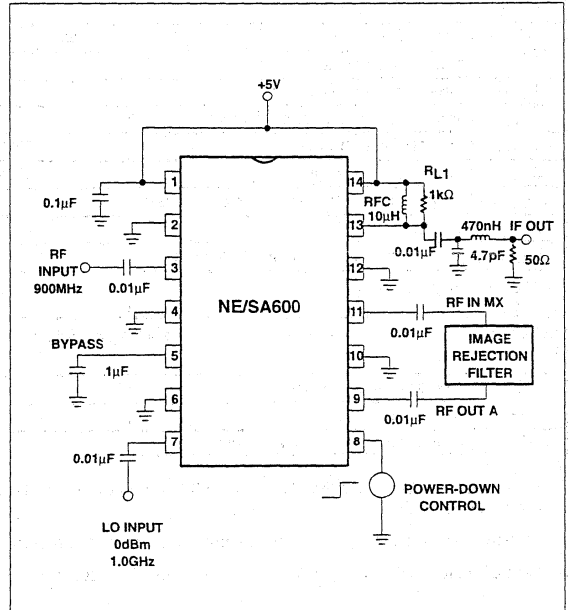 +5V
0.1μF
1
2
RF
INPUT
900MHz
0.01μF
3
4
BYPASS
.1μF
5
6
0.01μF
7
LO INPUT
0dBm
1.0GHz
NE/SA600
14
RFC
10μH
RL1
1kΩ
13
0.01μF
470nH
IF OUT
4.7pF
50Ω
12
11
RF IN MX
0.01μF
IMAGE
REJECTION
FILTER
10
9
0.01μF
RF OUT A
8
POWER-DOWN
CONTROL